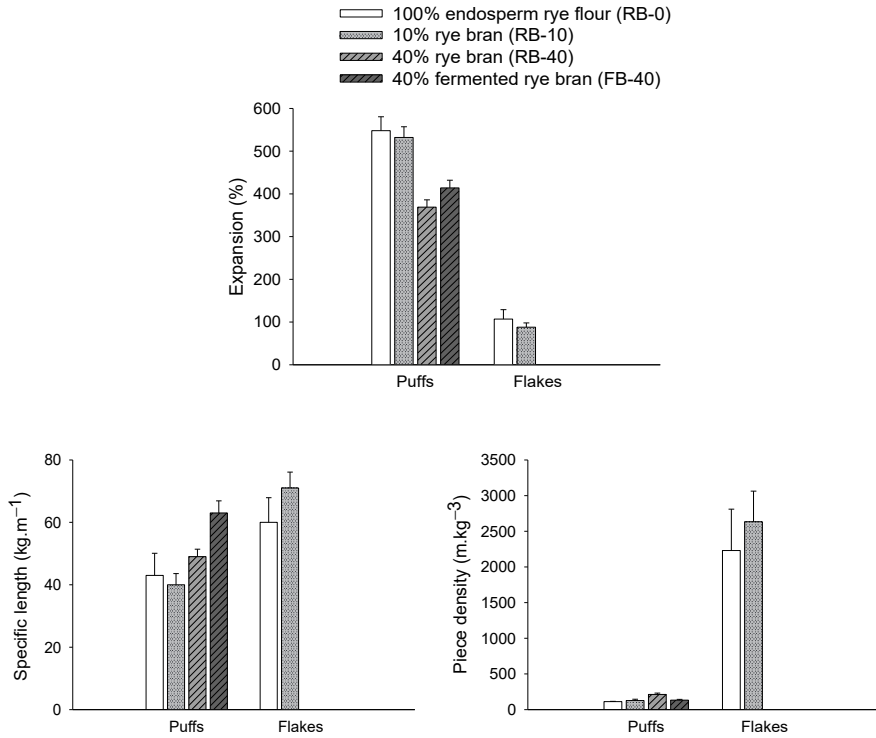 100% endosperm rye flour (RB-0)
10% rye bran (RB-10)
40% rye bran (RB-40)
40% fermented rye bran (FB-40)
Expansion (%)
600
500
400
300
200
100
0
Puffs Flakes
Specific length (kg.m⁻¹)
80
60
40
20
0
Puffs Flakes
Piece density (m.kg⁻³)
3500
3000
2500
2000
1500
1000
500
0
Puffs Flakes